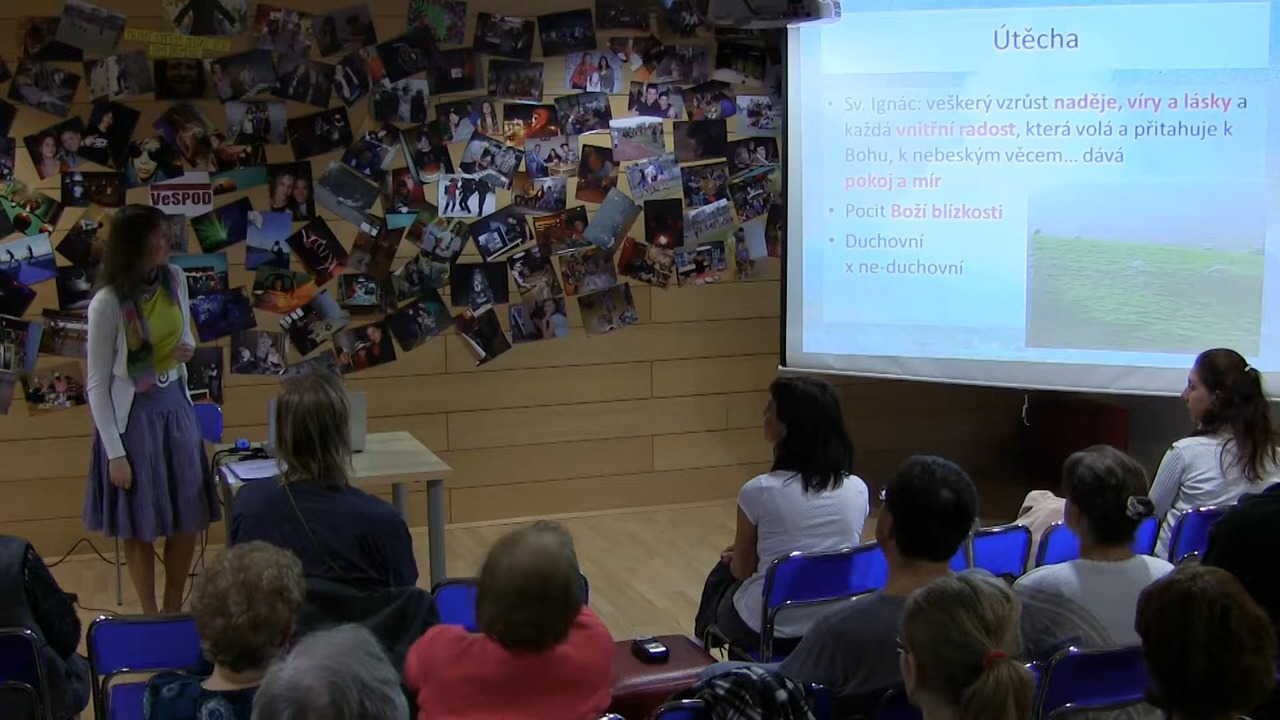 Útěcha
• Sv. Ignác: veškerý vzrůst naděje, víry a lásky a
každá vnitřní radost, která volá a přitahuje k
Bohu, k nebeským věcem... dává
pokoj a mír
• Pocit Boží blízkosti
• Duchovní
x ne-duchovní
VeSPOD